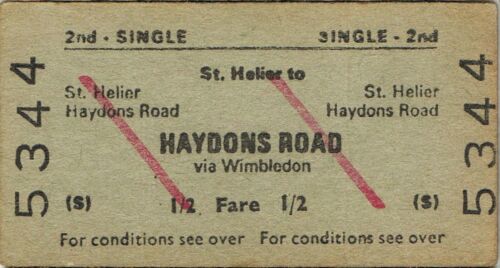 2nd - SINGLE SINGLE - 2nd
St. Helier to
St. Helier St. Helier
Haydons Road Haydons Road
HAYDONS ROAD
via Wimbledon
(S) 1/2 Fare 1/2 (S)
For conditions see over For conditions see over
5344
5344